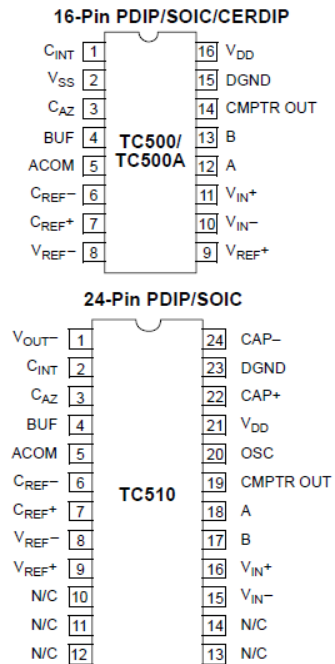 16-Pin PDIP/SOIC/CERDIP
CINT 1 16 VDD
VSS 2 15 DGND
CAZ 3 14 CMPTR OUT
BUF 4 13 B
TC500/
TC500A
ACOM 5 12 A
CREF– 6 11 VIN+
CREF+ 7 10 VIN–
VREF– 8 9 VREF+
24-Pin PDIP/SOIC
VOUT– 1 24 CAP–
CINT 2 23 DGND
CAZ 3 22 CAP+
BUF 4 21 VDD
ACOM 5 20 OSC
CREF– 6 19 CMPTR OUT
TC510
CREF+ 7 18 A
VREF– 8 17 B
VREF+ 9 16 VIN+
N/C 10 15 VIN–
N/C 11 14 N/C
N/C 12 13 N/C